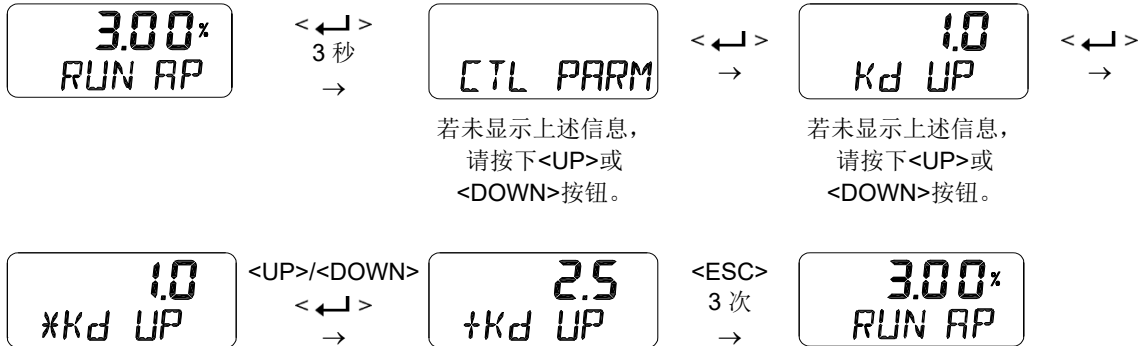 3.00%
RUN AP
<↵>
3 秒
→
CTL PARM
若未显示上述信息，
请按下<UP>或
<DOWN>按钮。
<↵>
→
1.0
Kd UP
若未显示上述信息，
请按下<UP>或
<DOWN>按钮。
<↵>
→
1.0
*Kd UP
<UP>/<DOWN>
<↵>
→
2.5
+Kd UP
<ESC>
3 次
→
3.00%
RUN AP